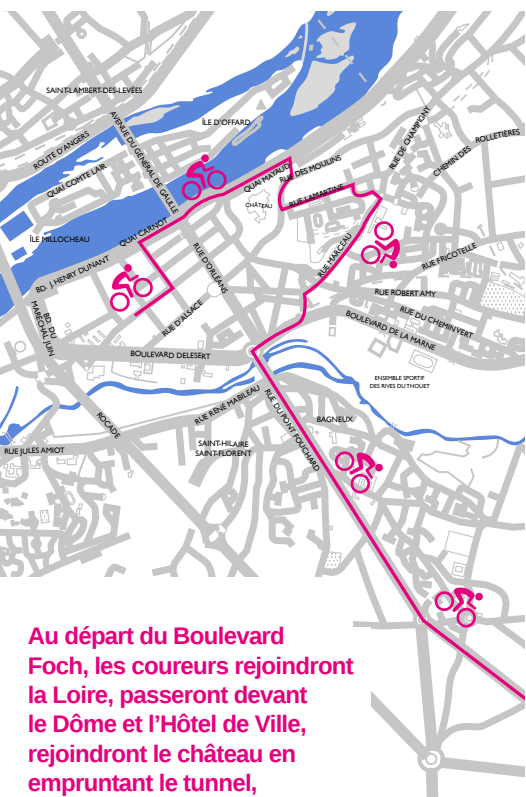 SAINT-LAMBERT-DES-LEVÉES
AVENUE DU GÉNÉRAL DE GAULLE
ÎLE D'OFFARD
ROUTE D'ANGERS
QUAI COMTE LAIR
QUAI MAYAUD
RUE DES MOULINS
RUE DE CHAMPIGNY
CHEMIN DES
ROLLETIERES
CHÂTEAU
RUE LAMARTINE
ÎLE MILLOCHEAU
QUAI CARNOT
RUE D'ORLÉANS
RUE MARCEAU
RUE FRICOTELLE
BD. J. HENRY DUNANT
RUE ROBERT AMY
BD. DU
MARÉCHAL JUIN
RUE D'ALSACE
RUE DU CHEMIN VERT
BOULEVARD DE LA MARNE
BOULEVARD DELESERT
ENSEMBLE SPORTIF
DES RIVES DU THOUET
RUE RENÉ MABILEAU
RUE DU PONT FOUCHARD
BAGNEUX
ROCADE
RUE JULES AMIOT
SAINT-HILAIRE
SAINT-FLORENT
Au départ du Boulevard
Foch, les coureurs rejoindront
la Loire, passeront devant
le Dôme et l'Hôtel de Ville,
rejoindront le château en
empruntant le tunnel,